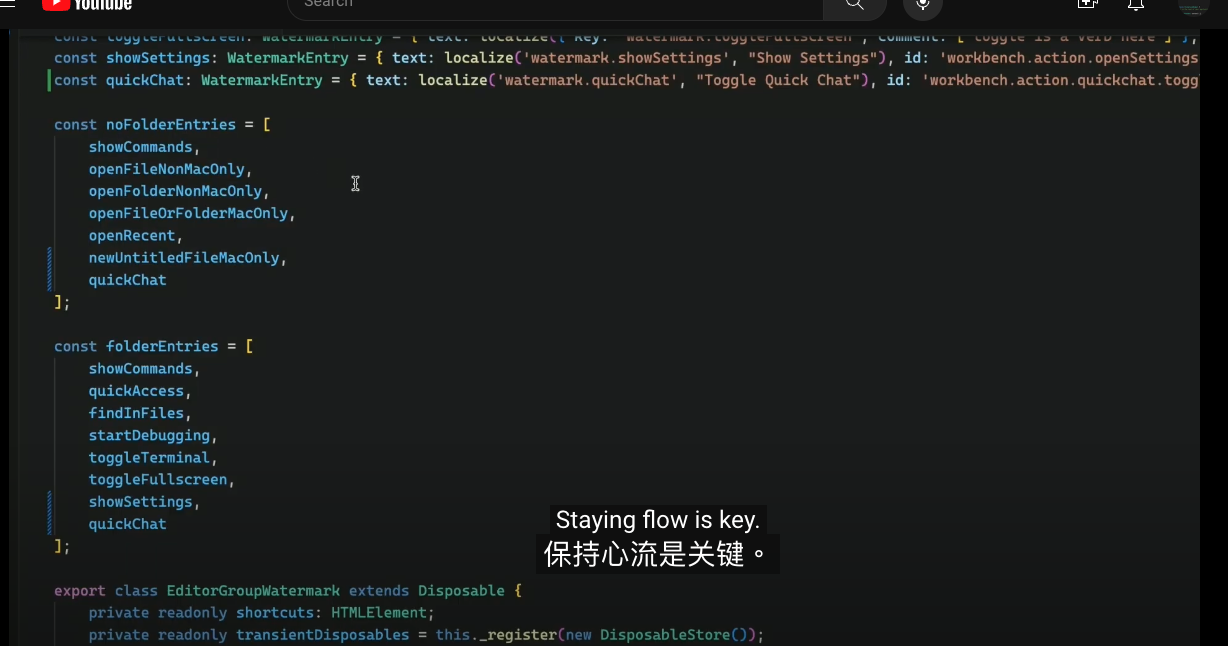 YouTube
Search
const toggleFullscreen: WatermarkEntry = { text: localize({ key: 'watermark.toggleFullscreen', comment: ['toggle is a verb here'] },
const showSettings: WatermarkEntry = { text: localize('watermark.showSettings', "Show Settings"), id: 'workbench.action.openSettings
const quickChat: WatermarkEntry = { text: localize('watermark.quickChat', "Toggle Quick Chat"), id: 'workbench.action.quickchat.togg
const noFolderEntries = [
showCommands,
openFileNonMacOnly,
openFolderNonMacOnly,
openFileOrFolderMacOnly,
openRecent,
newUntitledFileMacOnly,
quickChat
];
const folderEntries = [
showCommands,
quickAccess,
findInFiles,
startDebugging,
toggleTerminal,
toggleFullscreen,
showSettings,
quickChat
];
Staying flow is key.
保持心流是关键。
export class EditorGroupWatermark extends Disposable {
private readonly shortcuts: HTMLElement;
private readonly transientDisposables = this._register(new DisposableStore());